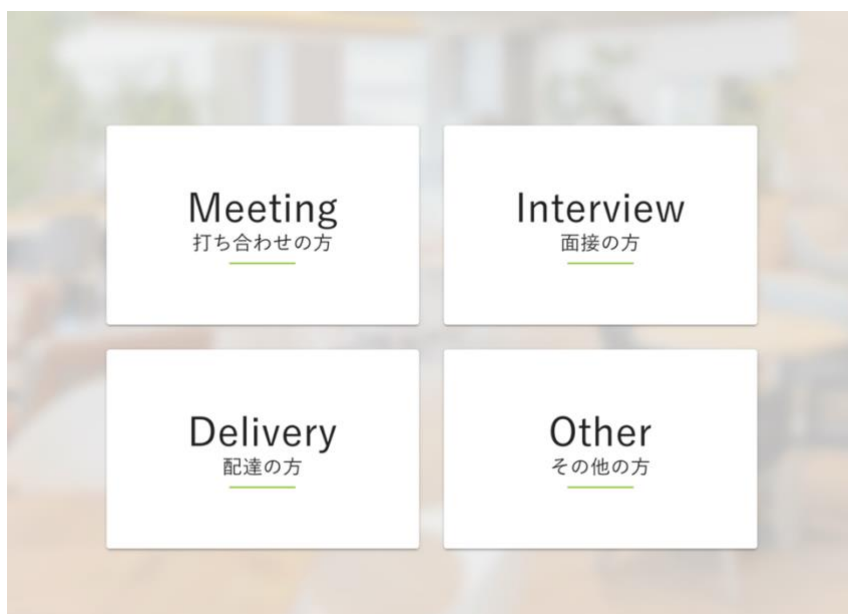 Meeting
打ち合わせの方
Interview
面接の方
Delivery
配達の方
Other
その他の方